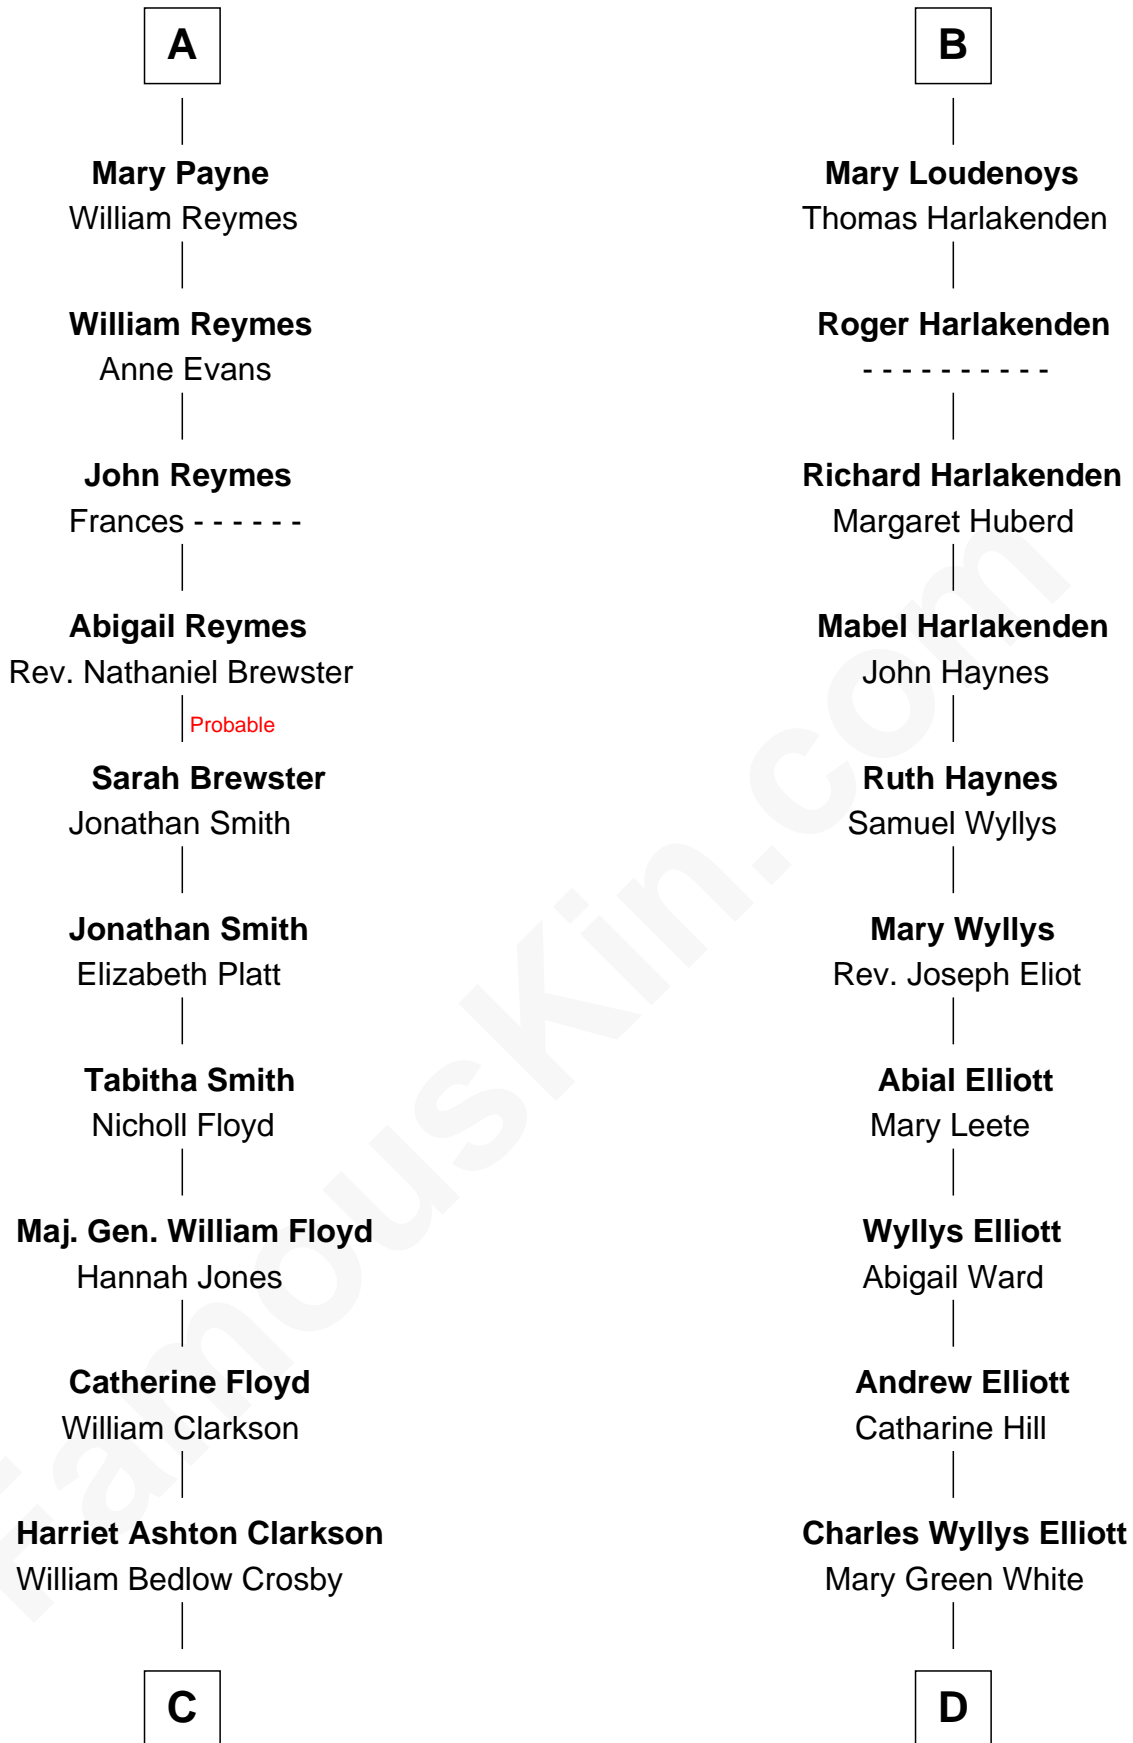 A
Mary Payne
William Reymes
William Reymes
Anne Evans
John Reymes
Frances - - - - - -
Abigail Reymes
Rev. Nathaniel Brewster
Probable
Sarah Brewster
Jonathan Smith
Jonathan Smith
Elizabeth Platt
Tabitha Smith
Nicholl Floyd
Maj. Gen. William Floyd
Hannah Jones
Catherine Floyd
William Clarkson
Harriet Ashton Clarkson
William Bedlow Crosby
C
B
Mary Loudenoys
Thomas Harlakenden
Roger Harlakenden
- - - - - - - - - -
Richard Harlakenden
Margaret Huberd
Mabel Harlakenden
John Haynes
Ruth Haynes
Samuel Wyllys
Mary Wyllys
Rev. Joseph Eliot
Abial Elliott
Mary Leete
Wyllys Elliott
Abigail Ward
Andrew Elliott
Catharine Hill
Charles Wyllys Elliott
Mary Green White
D
FamousKin.com